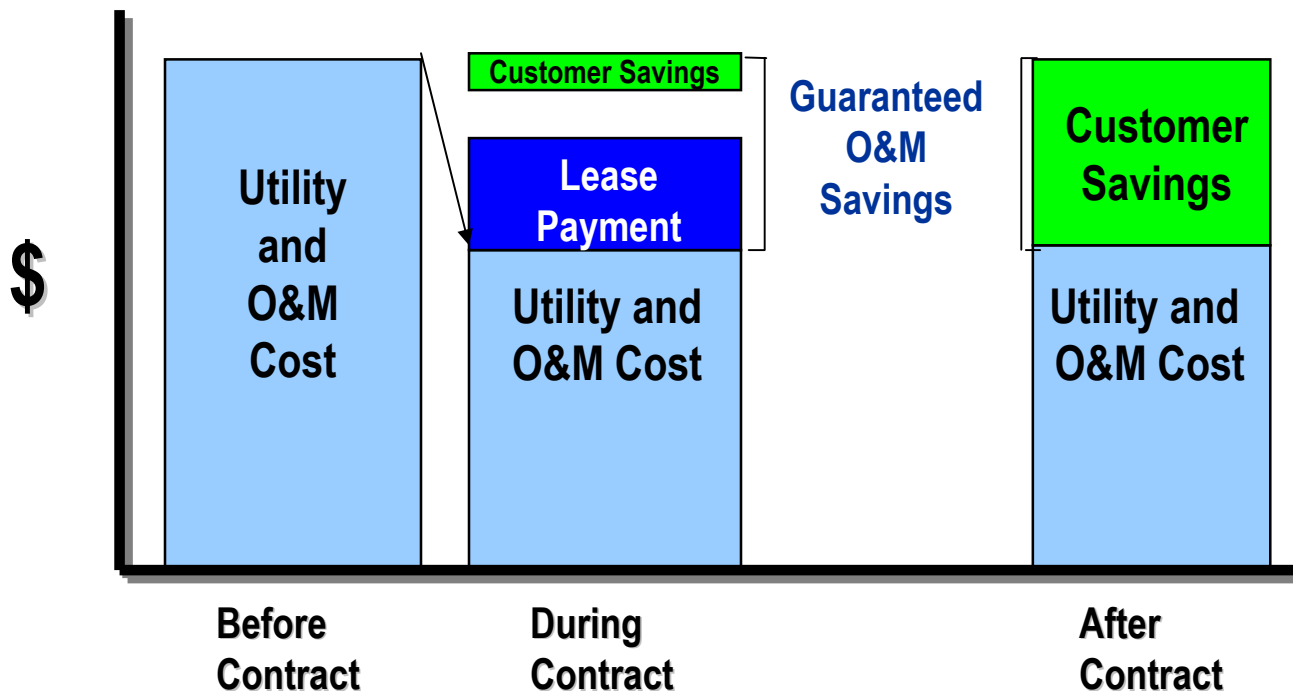 $
Utility
and
O&M
Cost
Customer Savings
Lease
Payment
Utility and
O&M Cost
Guaranteed
O&M
Savings
Customer
Savings
Utility and
O&M Cost
Before
Contract
During
Contract
After
Contract